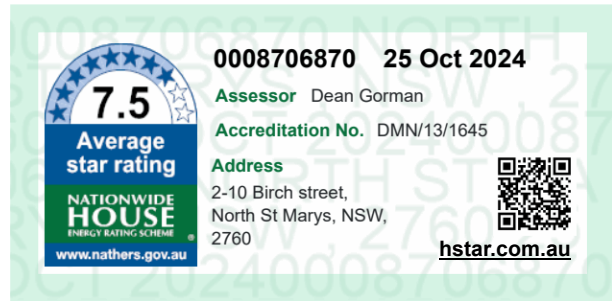 0008706870 25 Oct 2024
7.5
Average
star rating
NATIONWIDE
HOUSE
ENERGY RATING SCHEME
®
www.nathers.gov.au
Assessor Dean Gorman
Accreditation No. DMN/13/1645
Address
2-10 Birch street,
North St Marys, NSW,
2760
hstar.com.au